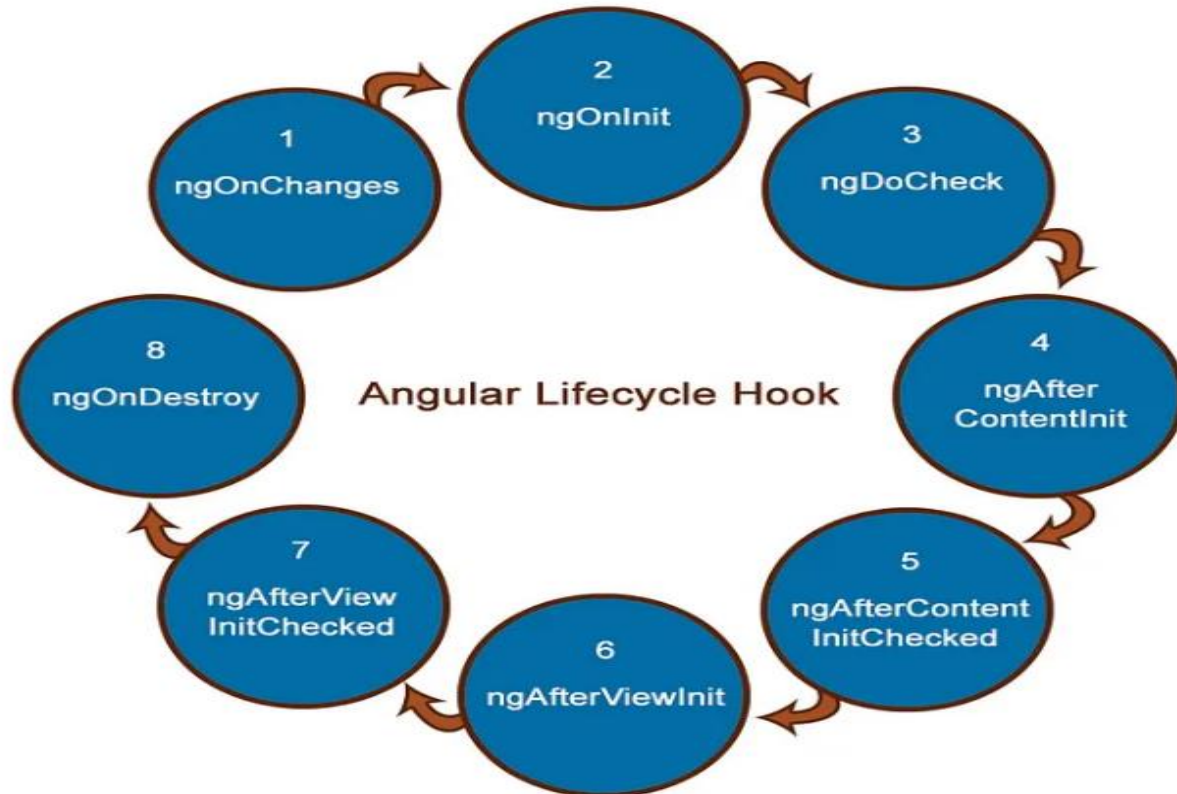 1
ngOnChanges
2
ngOnInit
3
ngDoCheck
4
ngAfter
ContentInit
5
ngAfterContent
InitChecked
6
ngAfterViewInit
7
ngAfterView
InitChecked
8
ngOnDestroy
Angular Lifecycle Hook